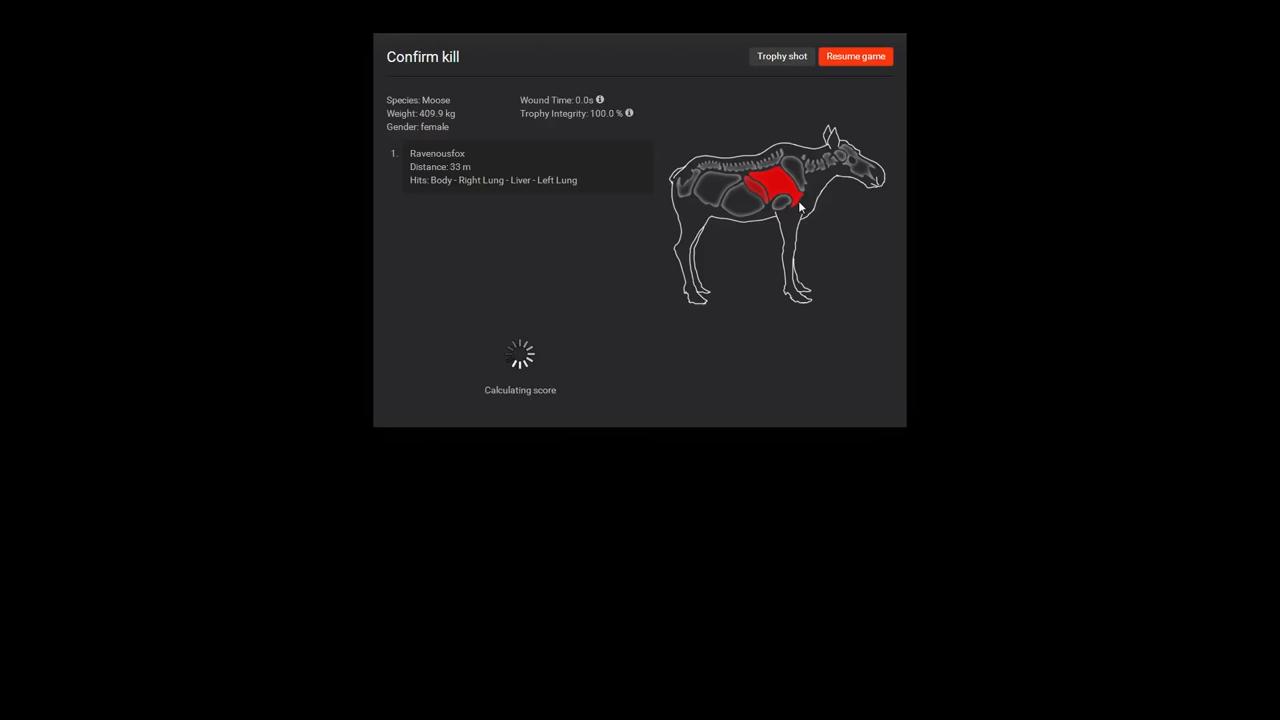 Confirm kill
Trophy shot
Resume game
Species: Moose
Wound Time: 0.0s
Weight: 409.9 kg
Trophy Integrity: 100.0 %
Gender: female
1. Ravenousfox
Distance: 33 m
Hits: Body - Right Lung - Liver - Left Lung
Calculating score